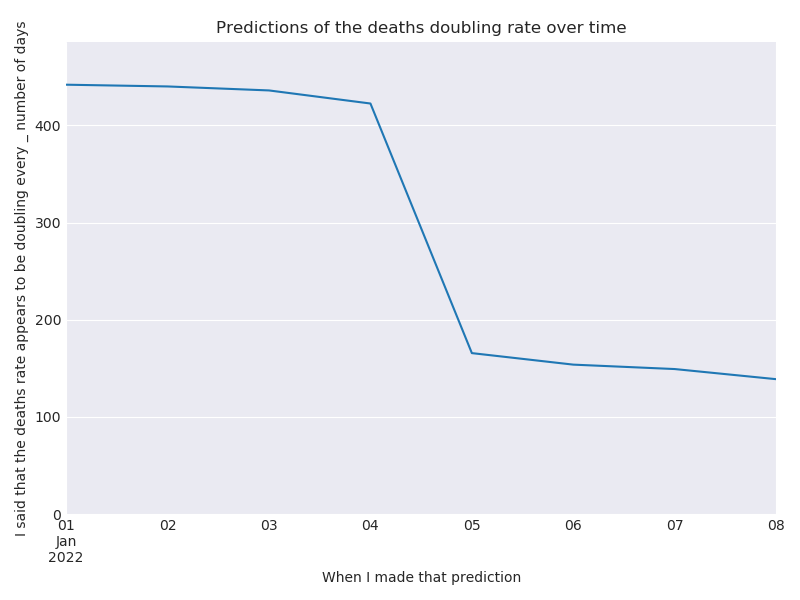 Predictions of the deaths doubling rate over time
I said that the deaths rate appears to be doubling every _ number of days
400
300
200
100
0
01 02 03 04 05 06 07 08
Jan
2022
When I made that prediction